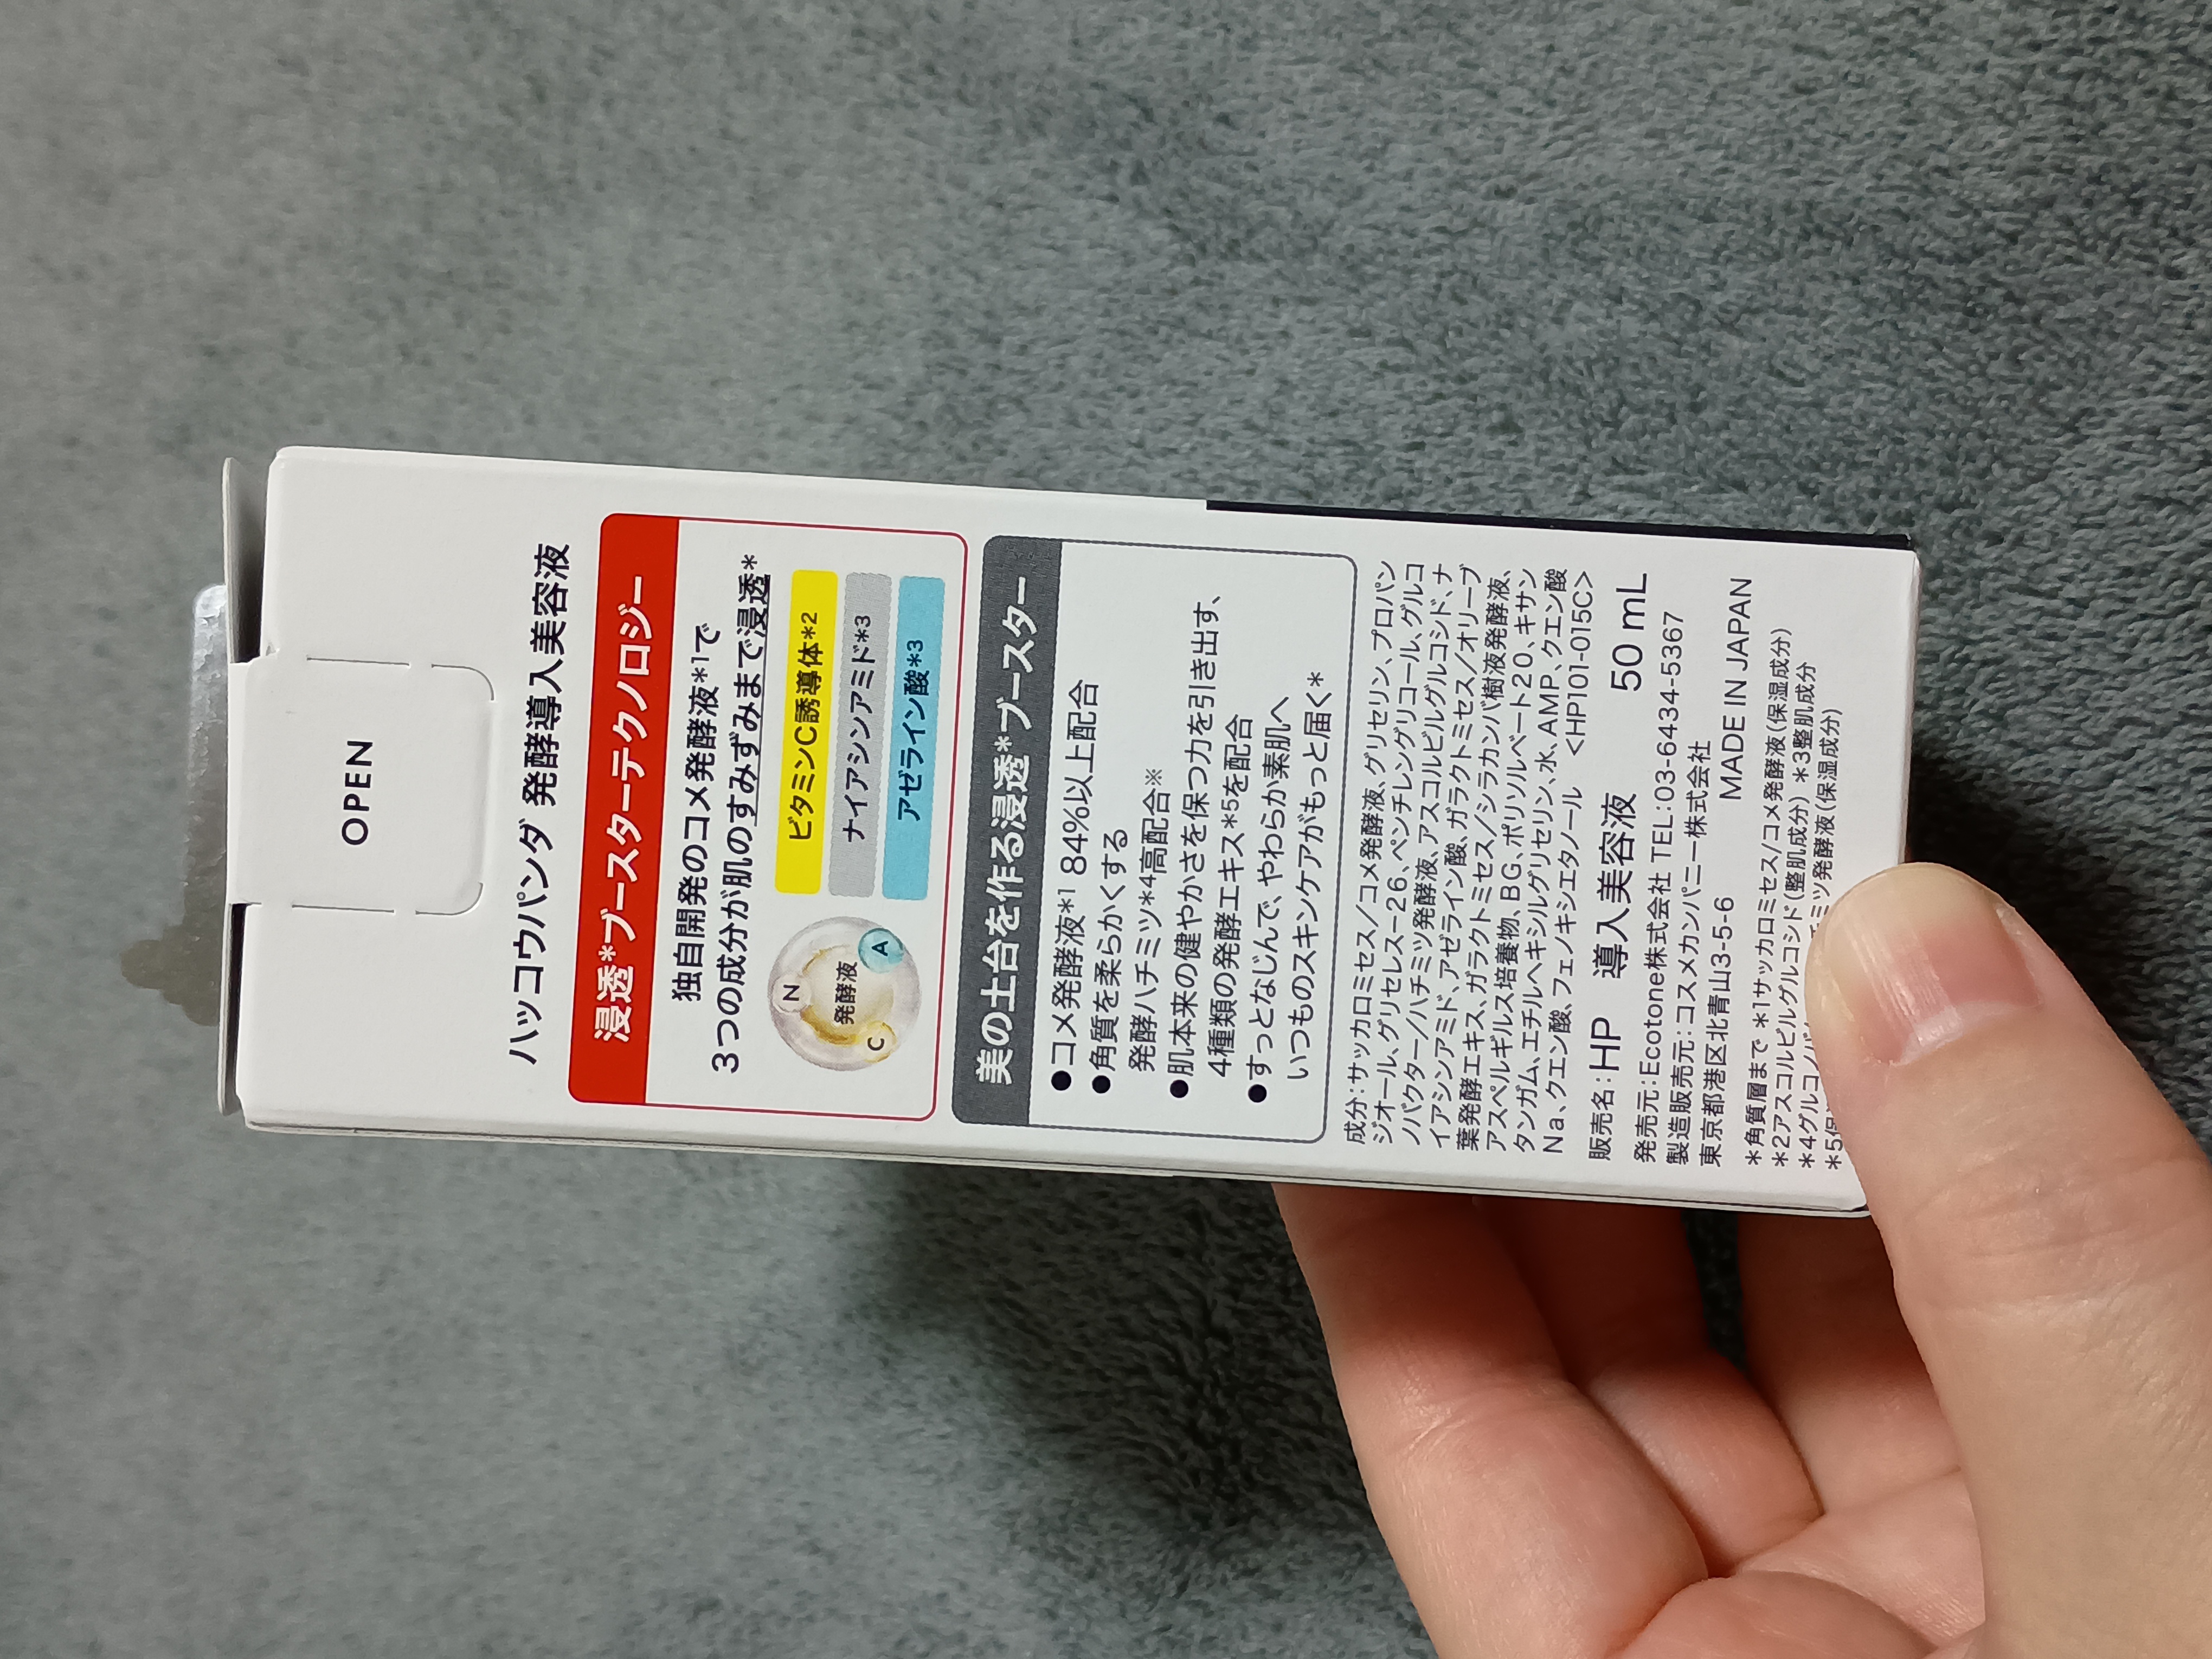 OPEN
ハッコウパンダ 発酵導入美容液
浸透*ブースターテクノロジー
独自開発のコメ発酵液*1で
3つの成分が肌のすみずみまで浸透*
N
発酵液
C
A
ビタミンC誘導体*2
ナイアシンアミド*3
アゼライン酸*3
美の土台を作る浸透*ブースター
●コメ発酵液*1 84%以上配合
●角質を柔らかくする
発酵ハチミツ*4高配合※
●肌本来の健やかさを保つ力を引き出す、
4種類の発酵エキス*5を配合
●すっとなじんで、やわらか素肌へ
いつものスキンケアがもっと届く*
成分：サッカロミセス／コメ発酵液、グリセリン、プロパン
ジオール、グリセレス－26、ペンチレングリコール、グルコ
ノバクター／ハチミツ発酵液、アスコルビルグルコシド、ナ
イアシンアミド、アゼライン酸、ガラクトミセス／オリーブ
葉発酵エキス、ガラクトミセス／シラカンバ樹液発酵液、
アスペルギルス培養物、BG、ポリソルベート20、キサン
タンガム、エチルヘキシルグリセリン、水、AMP、クエン酸
Na、クエン酸、フェノキシエタノール <HP101-015C>
販売名：HP 導入美容液 50 mL
発売元：Ecotone株式会社 TEL：03-6434-5367
製造販売元：コスメカンパニー株式会社
東京都港区北青山3-5-6 MADE IN JAPAN
*角質層まで *1サッカロミセス/コメ発酵液(保湿成分)
*2アスコルビルグルコシド(整肌成分) *3整肌成分
*4グルコノバ ミツ発酵液(保湿成分)
*5保